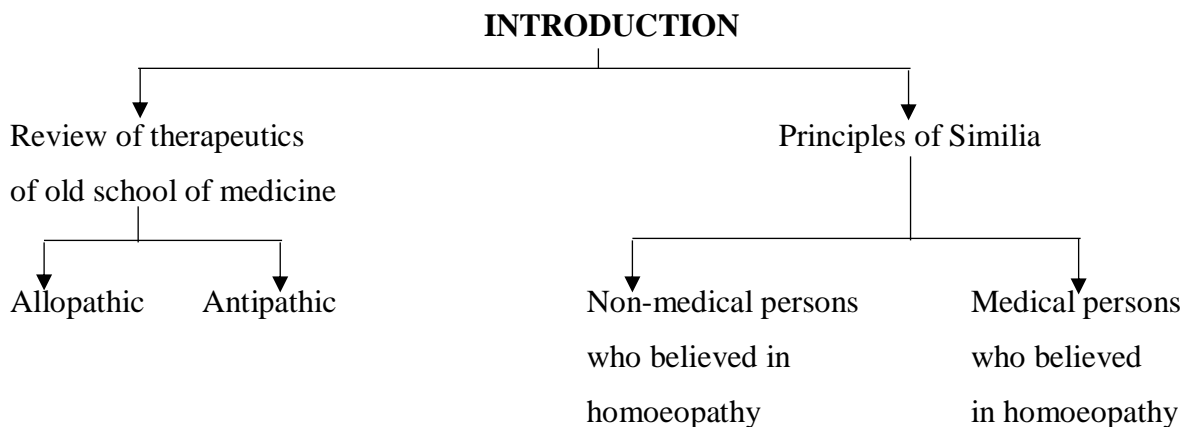 INTRODUCTION
Review of therapeutics
of old school of medicine
Principles of Similia
Allopathic
Antipathic
Non-medical persons
who believed in
homoeopathy
Medical persons
who believed
in homoeopathy